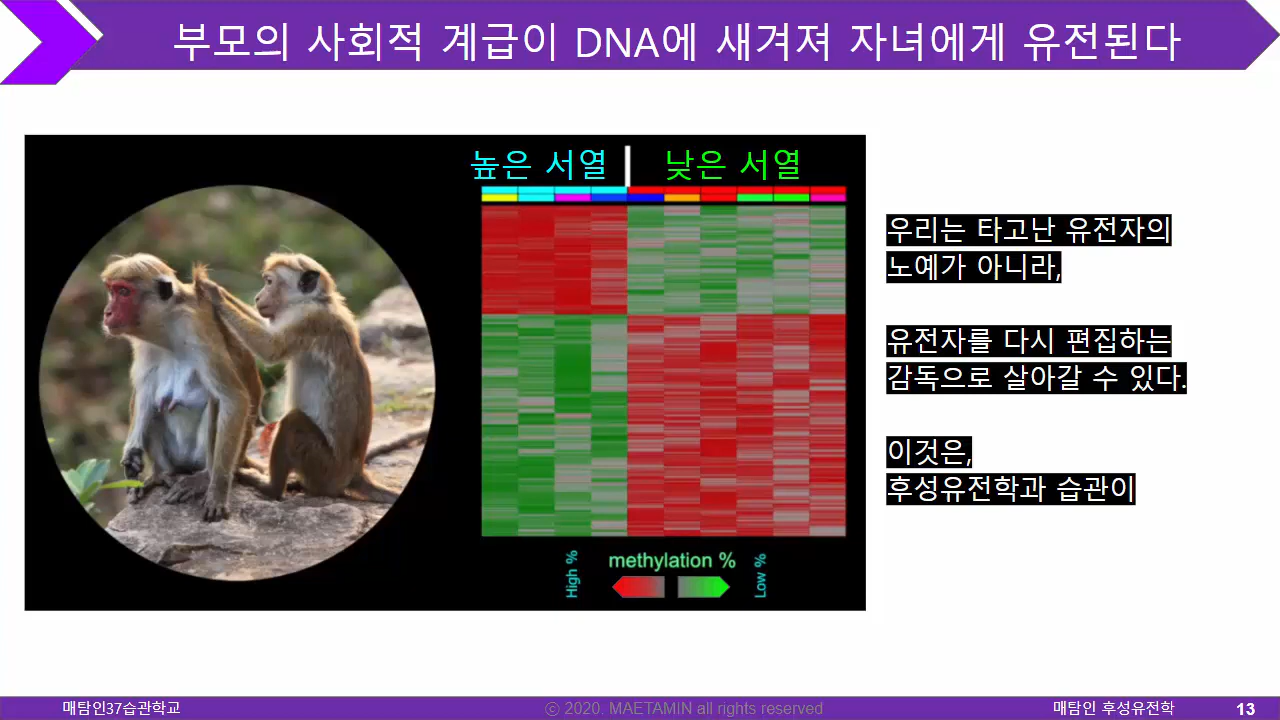 부모의 사회적 계급이 DNA에 새겨져 자녀에게 유전된다
높은 서열
낮은 서열
High %
methylation %
Low %
우리는 타고난 유전자의
노예가 아니라,
유전자를 다시 편집하는
감독으로 살아갈 수 있다.
이것은,
후성유전학과 습관이
매탐인37습관학교
ⓒ 2020. MAETAMIN all rights reserved
매탐인 후성유전학
13